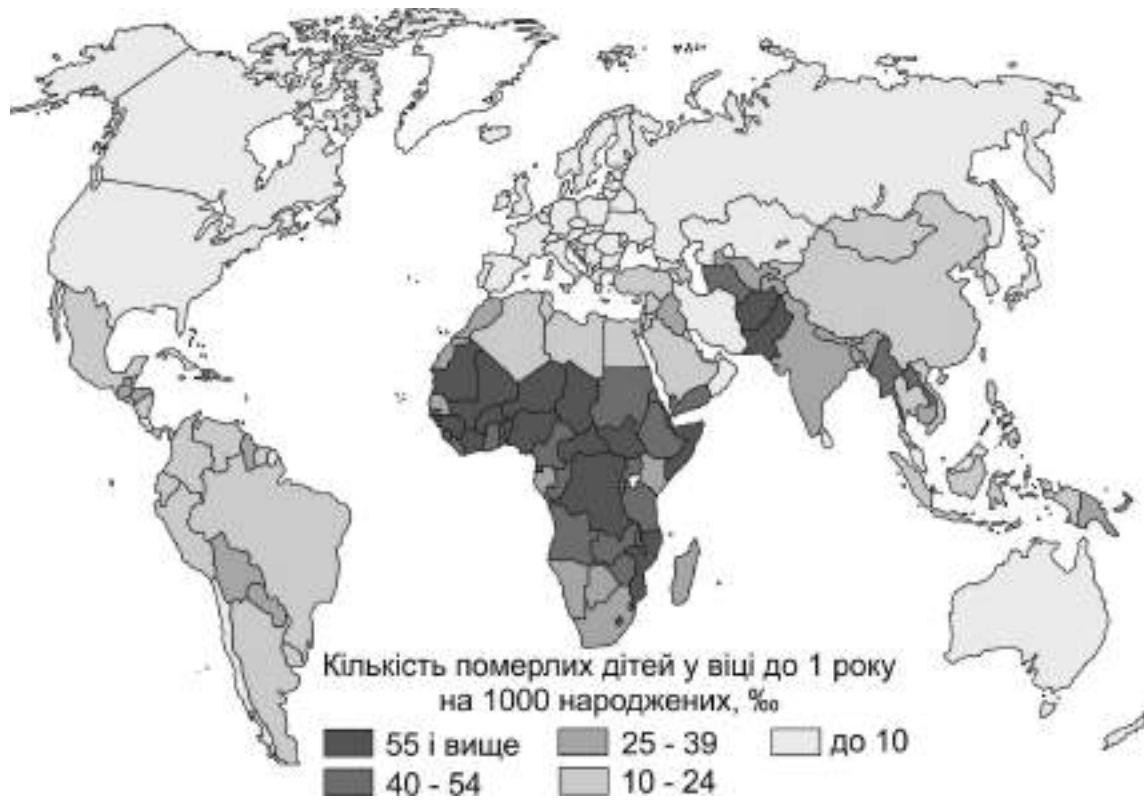 Кількість померлих дітей у віці до 1 року
на 1000 народжених, ‰
55 і вище
25 - 39
до 10
40 - 54
10 - 24